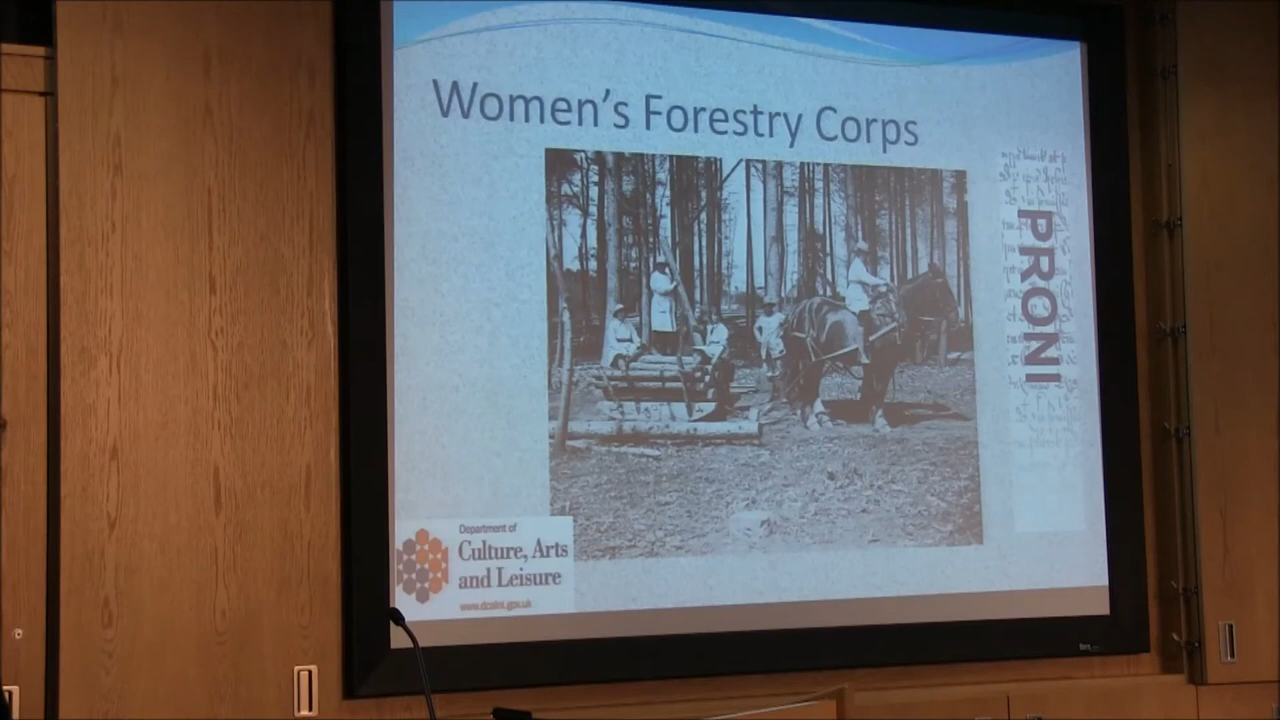 Women's Forestry Corps
PRONI
Department of
Culture, Arts
and Leisure
www.dcalni.gov.uk